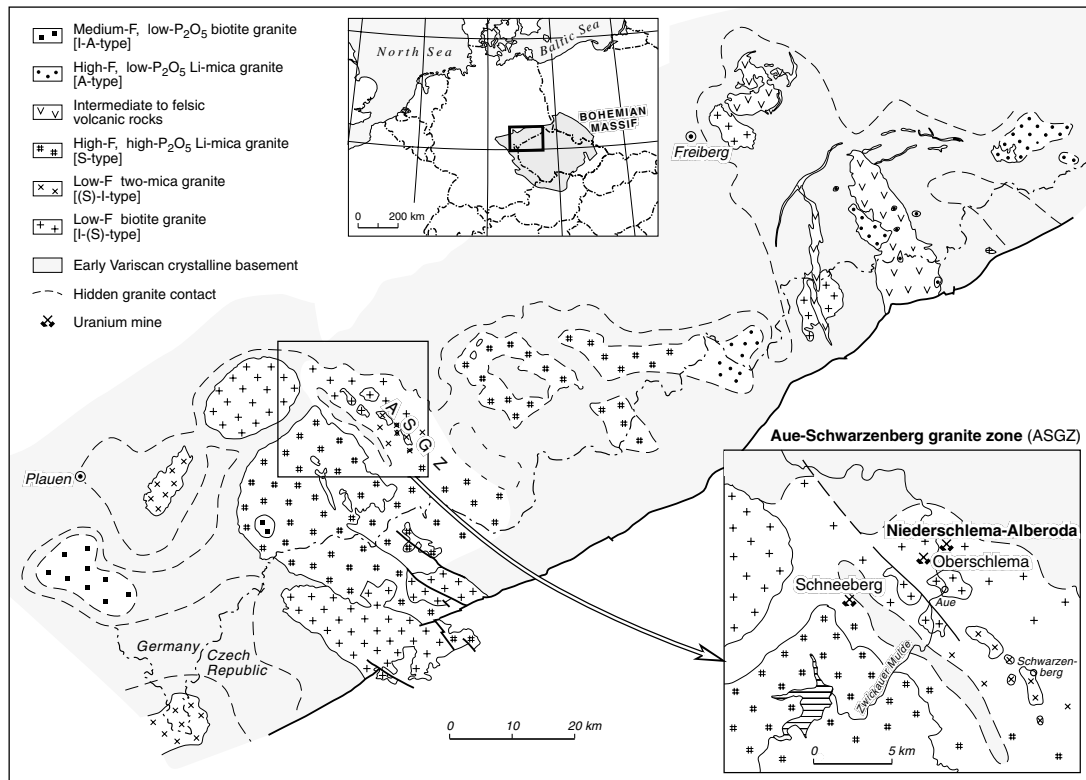 Medium-F, low-P₂O₅ biotite granite
[I-A-type]
High-F, low-P₂O₅ Li-mica granite
[A-type]
Intermediate to felsic
volcanic rocks
High-F, high-P₂O₅ Li-mica granite
[S-type]
Low-F two-mica granite
[(S)-I-type]
Low-F biotite granite
[I-(S)-type]
Early Variscan crystalline basement
Hidden granite contact
Uranium mine
North Sea
Baltic Sea
BOHEMIAN
MASSIF
0 200 km
Freiberg
ASGZ
Plauen
Germany
Czech
Republic
0 10 20 km
Aue-Schwarzenberg granite zone (ASGZ)
Niederschlema-Alberoda
Oberschlema
Schneeberg
Aue
Schwarzen-
berg
Zwickauer Mulde
0 5 km